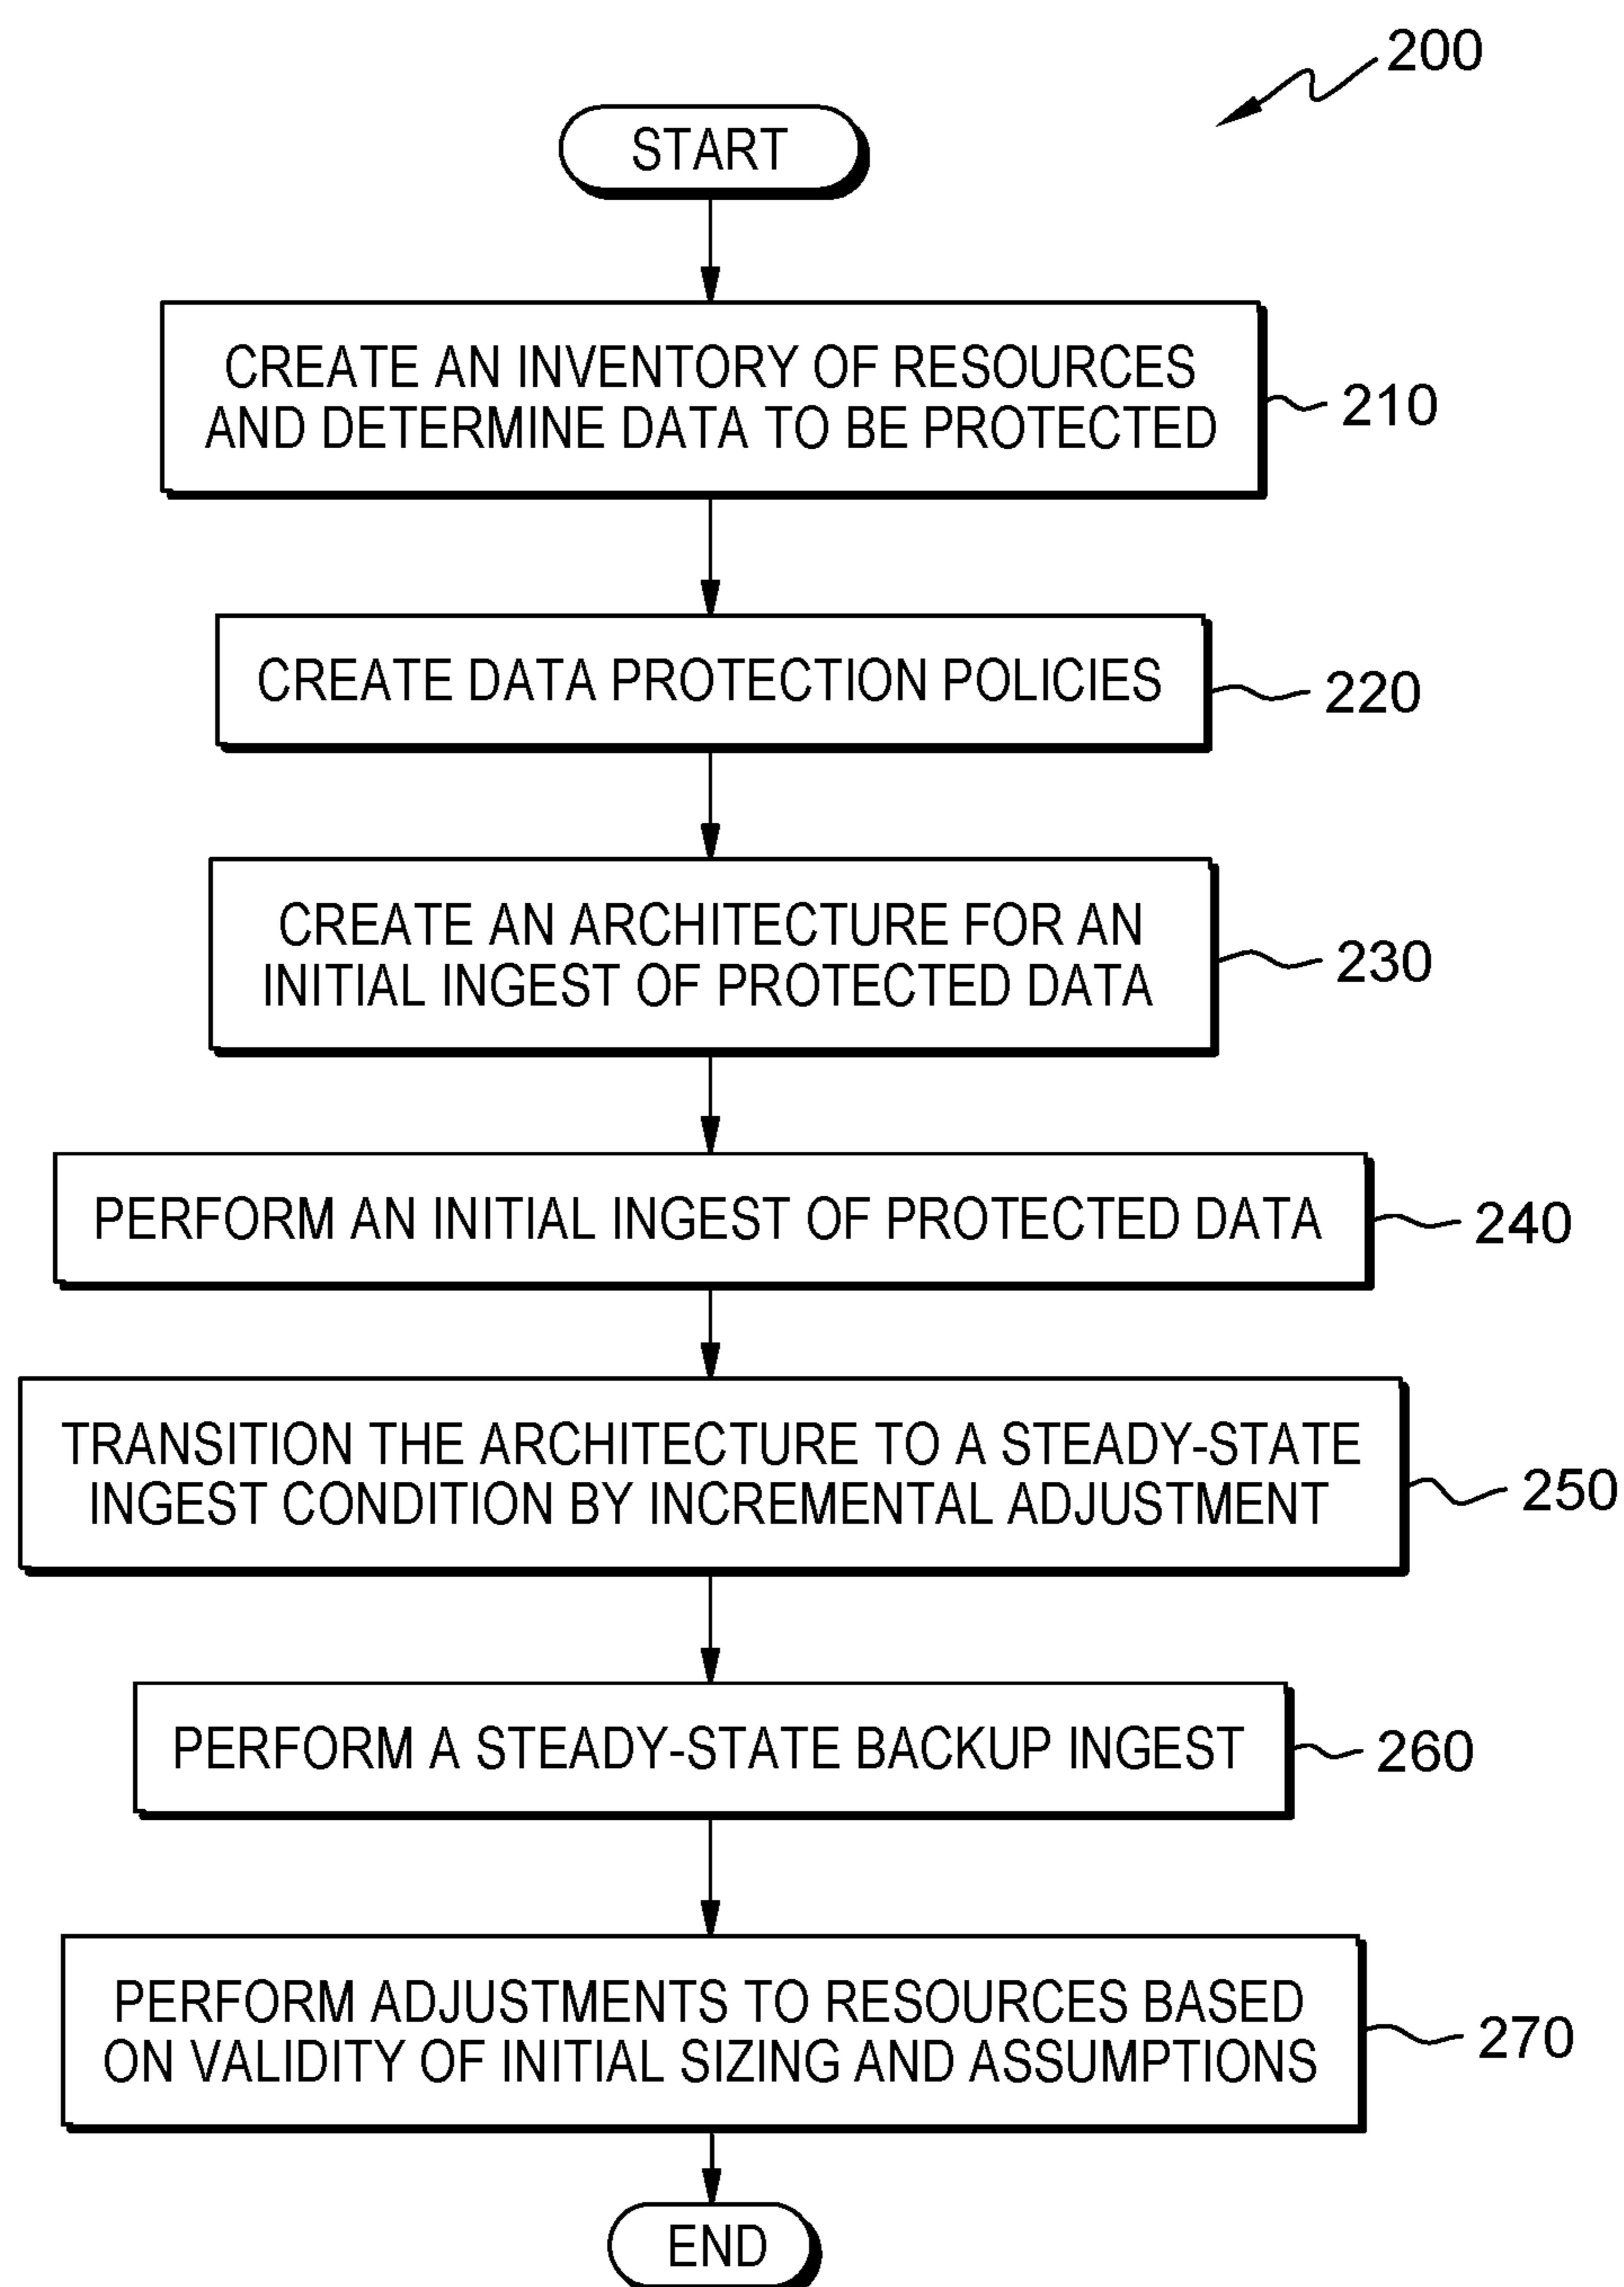 200
START
CREATE AN INVENTORY OF RESOURCES
AND DETERMINE DATA TO BE PROTECTED
210
CREATE DATA PROTECTION POLICIES
220
CREATE AN ARCHITECTURE FOR AN
INITIAL INGEST OF PROTECTED DATA
230
PERFORM AN INITIAL INGEST OF PROTECTED DATA
240
TRANSITION THE ARCHITECTURE TO A STEADY-STATE
INGEST CONDITION BY INCREMENTAL ADJUSTMENT
250
PERFORM A STEADY-STATE BACKUP INGEST
260
PERFORM ADJUSTMENTS TO RESOURCES BASED
ON VALIDITY OF INITIAL SIZING AND ASSUMPTIONS
270
END